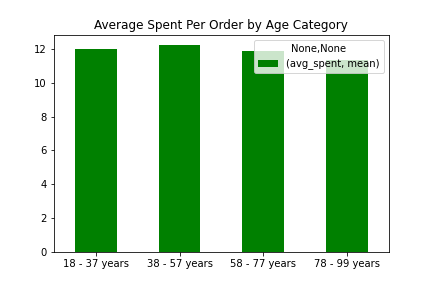 Average Spent Per Order by Age Category
None,None
(avg_spent, mean)
12
10
8
6
4
2
0
18 - 37 years
38 - 57 years
58 - 77 years
78 - 99 years